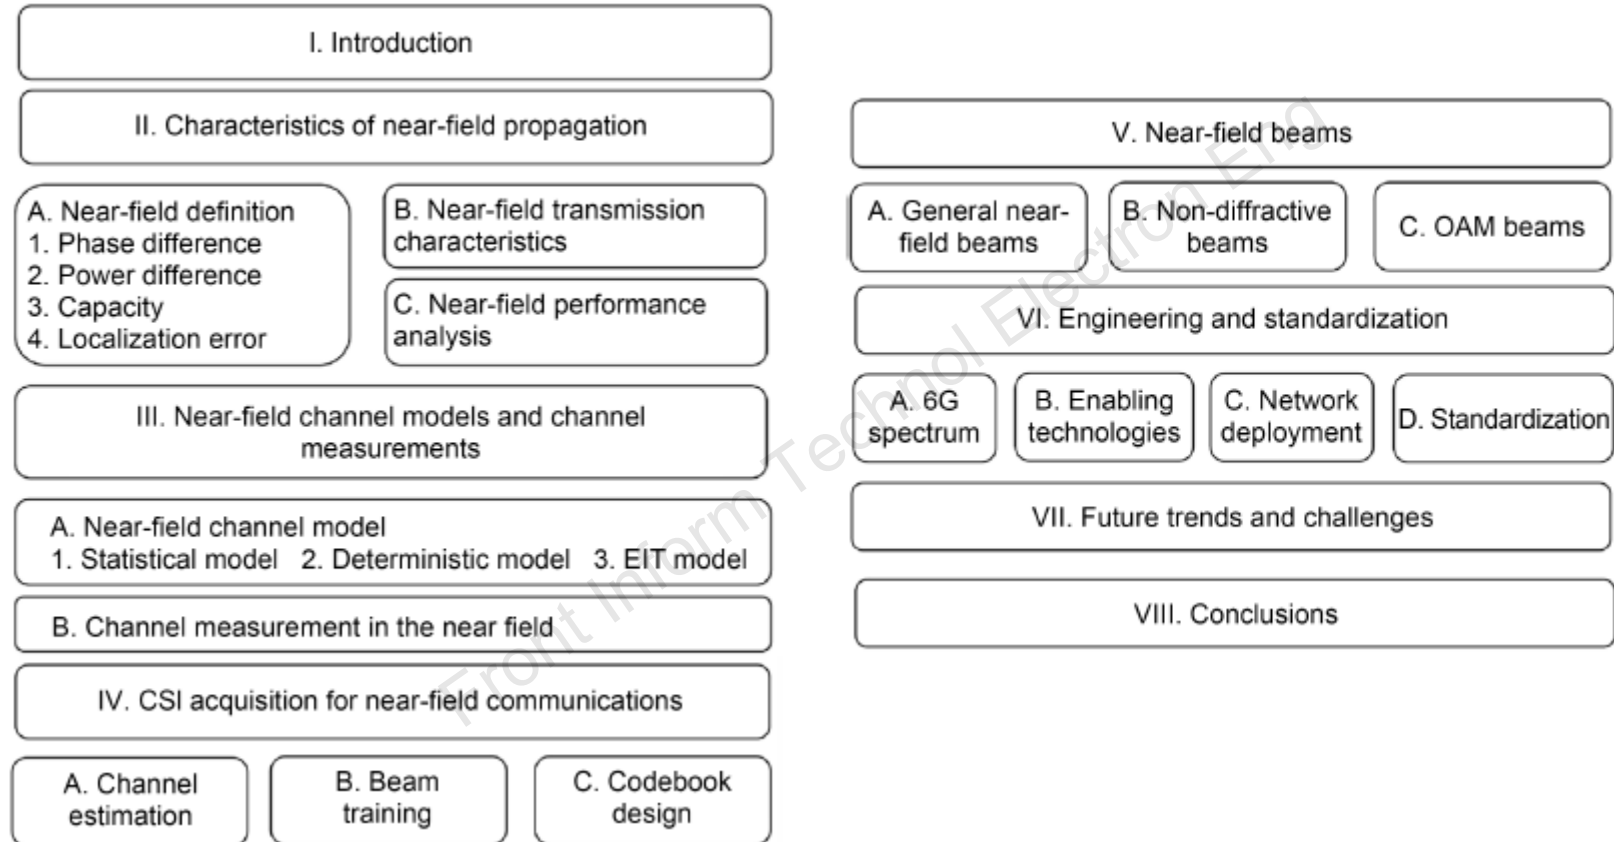 I. Introduction
II. Characteristics of near-field propagation
A. Near-field definition
1. Phase difference
2. Power difference
3. Capacity
4. Localization error
B. Near-field transmission
characteristics
C. Near-field performance
analysis
III. Near-field channel models and channel
measurements
A. Near-field channel model
1. Statistical model 2. Deterministic model 3. EIT model
B. Channel measurement in the near field
IV. CSI acquisition for near-field communications
A. Channel
estimation
B. Beam
training
C. Codebook
design
V. Near-field beams
A. General near-
field beams
B. Non-diffractive
beams
C. OAM beams
VI. Engineering and standardization
A. 6G
spectrum
B. Enabling
technologies
C. Network
deployment
D. Standardization
VII. Future trends and challenges
VIII. Conclusions
Front Inform Technol Electron Eng